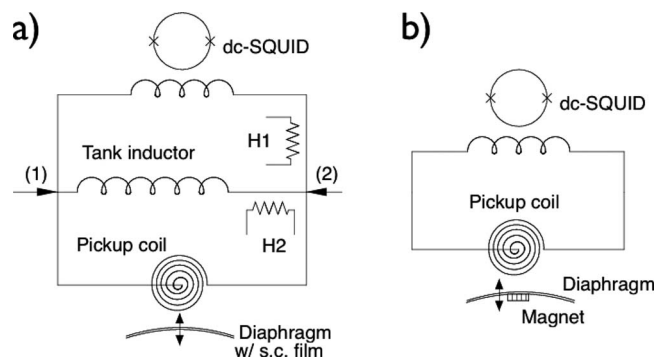 a)
dc-SQUID
H1
Tank inductor
(1)
(2)
H2
Pickup coil
Diaphragm
w/ s.c. film
b)
dc-SQUID
Pickup coil
Diaphragm
Magnet